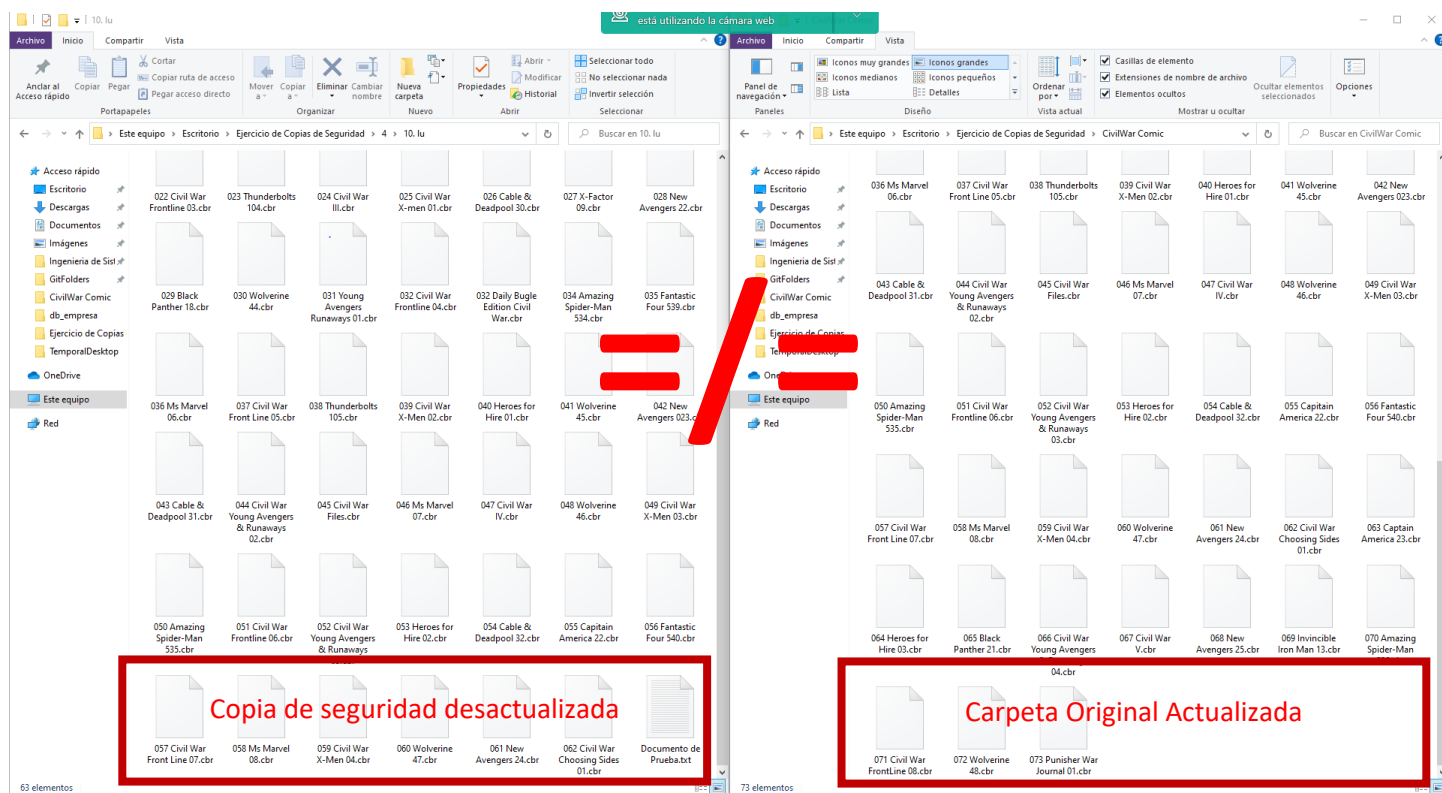 10. lu
está utilizando la cámara web
Archivo Inicio Compartir Vista
Cortar
Copiar ruta de acceso
Pegar acceso directo
Anclar al
Acceso rápido
Copiar
Pegar
Mover
a
Copiar
a
Eliminar
Cambiar
nombre
Nueva
carpeta
Propiedades
Abrir
Modificar
Historial
Seleccionar todo
No seleccionar nada
Invertir selección
Portapapeles Organizar Nuevo Abrir Seleccionar
Este equipo > Escritorio > Ejercicio de Copias de Seguridad > 4 > 10. lu
Buscar en 10. lu
Acceso rápido
Escritorio
Descargas
Documentos
Imágenes
Ingenieria de Sist
GitFolders
CivilWar Comic
db_empresa
Ejercicio de Copias
TemporalDesktop
OneDrive
Este equipo
Red
022 Civil War
Frontline 03.cbr
023 Thunderbolts
104.cbr
024 Civil War
III.cbr
025 Civil War
X-men 01.cbr
026 Cable &
Deadpool 30.cbr
027 X-Factor
09.cbr
028 New
Avengers 22.cbr
029 Black
Panther 18.cbr
030 Wolverine
44.cbr
031 Young
Avengers
Runaways 01.cbr
032 Civil War
Frontline 04.cbr
032 Daily Bugle
Edition Civil
War.cbr
034 Amazing
Spider-Man
534.cbr
035 Fantastic
Four 539.cbr
036 Ms Marvel
06.cbr
037 Civil War
Front Line 05.cbr
038 Thunderbolts
105.cbr
039 Civil War
X-Men 02.cbr
040 Heroes for
Hire 01.cbr
041 Wolverine
45.cbr
042 New
Avengers 023.c
043 Cable &
Deadpool 31.cbr
044 Civil War
Young Avengers
& Runaways
02.cbr
045 Civil War
Files.cbr
046 Ms Marvel
07.cbr
047 Civil War
IV.cbr
048 Wolverine
46.cbr
049 Civil War
X-Men 03.cbr
050 Amazing
Spider-Man
535.cbr
051 Civil War
Frontline 06.cbr
052 Civil War
Young Avengers
& Runaways
053 Heroes for
Hire 02.cbr
054 Cable &
Deadpool 32.cbr
055 Capitain
America 22.cbr
056 Fantastic
Four 540.cbr
Copia de seguridad desactualizada
057 Civil War
Front Line 07.cbr
058 Ms Marvel
08.cbr
059 Civil War
X-Men 04.cbr
060 Wolverine
47.cbr
061 New
Avengers 24.cbr
062 Civil War
Choosing Sides
01.cbr
Documento de
Prueba.txt
63 elementos
=/=
Archivo Inicio Compartir Vista
Panel de
navegación
Iconos muy grandes
Iconos grandes
Iconos medianos
Iconos pequeños
Lista
Detalles
Ordenar
por
Casillas de elemento
Extensiones de nombre de archivo
Elementos ocultos
Ocultar elementos
seleccionados
Opciones
Paneles Diseño Vista actual Mostrar u ocultar
Este equipo > Escritorio > Ejercicio de Copias de Seguridad > CivilWar Comic
Buscar en CivilWar Comic
Acceso rápido
Escritorio
Descargas
Documentos
Imágenes
Ingenieria de Sist
GitFolders
CivilWar Comic
db_empresa
Ejercicio de Copias
TemporalDesktop
Este equipo
Red
036 Ms Marvel
06.cbr
037 Civil War
Front Line 05.cbr
038 Thunderbolts
105.cbr
039 Civil War
X-Men 02.cbr
040 Heroes for
Hire 01.cbr
041 Wolverine
45.cbr
042 New
Avengers 023.cbr
043 Cable &
Deadpool 31.cbr
044 Civil War
Young Avengers
& Runaways
02.cbr
045 Civil War
Files.cbr
046 Ms Marvel
07.cbr
047 Civil War
IV.cbr
048 Wolverine
46.cbr
049 Civil War
X-Men 03.cbr
050 Amazing
Spider-Man
535.cbr
051 Civil War
Frontline 06.cbr
052 Civil War
Young Avengers
& Runaways
03.cbr
053 Heroes for
Hire 02.cbr
054 Cable &
Deadpool 32.cbr
055 Capitain
America 22.cbr
056 Fantastic
Four 540.cbr
057 Civil War
Front Line 07.cbr
058 Ms Marvel
08.cbr
059 Civil War
X-Men 04.cbr
060 Wolverine
47.cbr
061 New
Avengers 24.cbr
062 Civil War
Choosing Sides
01.cbr
063 Captain
America 23.cbr
064 Heroes for
Hire 03.cbr
065 Black
Panther 21.cbr
066 Civil War
Young Avengers
04.cbr
067 Civil War
V.cbr
068 New
Avengers 25.cbr
069 Invincible
Iron Man 13.cbr
070 Amazing
Spider-Man
Carpeta Original Actualizada
071 Civil War
FrontLine 08.cbr
072 Wolverine
48.cbr
073 Punisher War
Journal 01.cbr
73 elementos